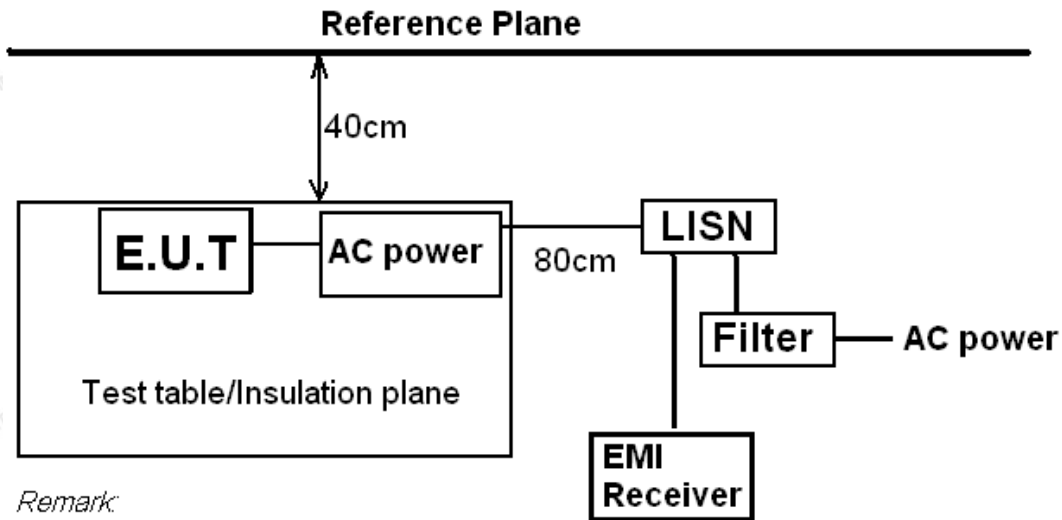 Reference Plane
40cm
E.U.T
AC power
80cm
LISN
Filter
AC power
Test table/Insulation plane
EMI
Receiver
Remark: